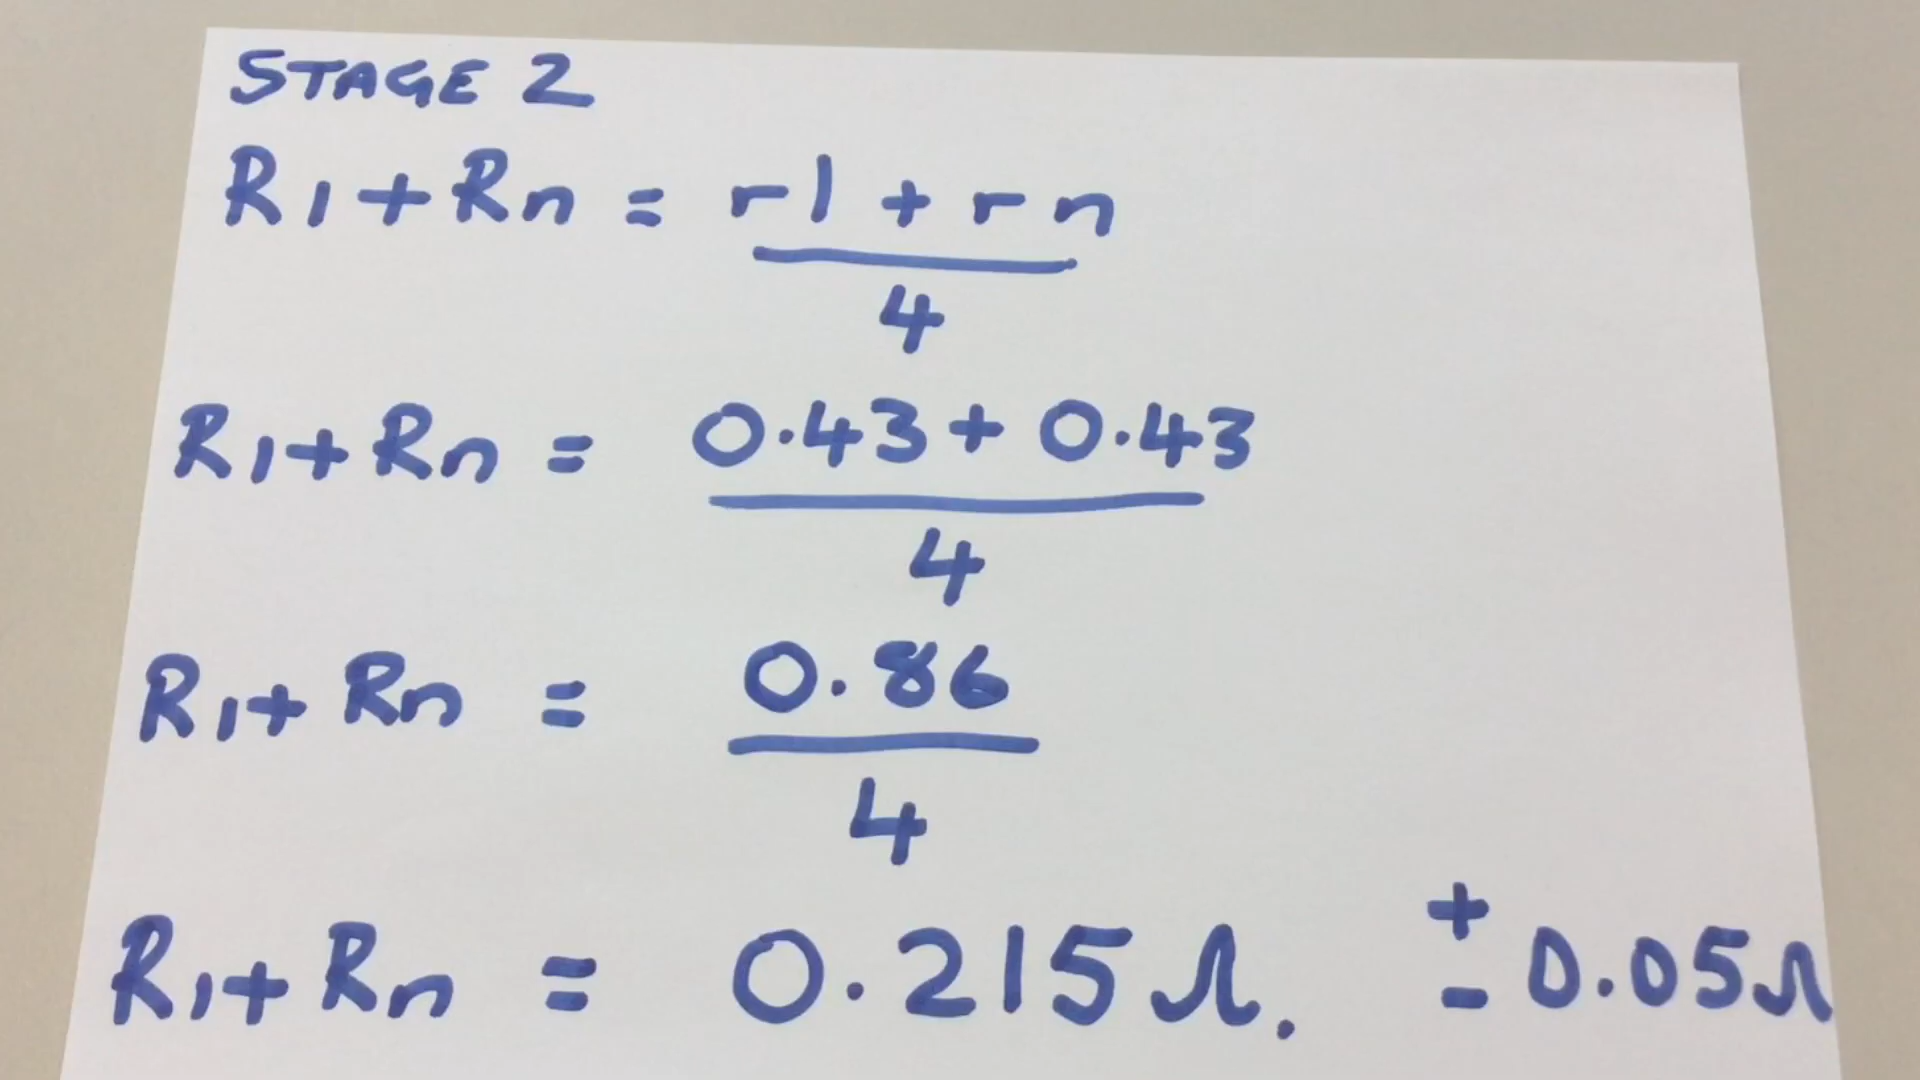 STAGE 2
R1 + Rn = r1 + rn
4
R1 + Rn = 0.43 + 0.43
4
R1 + Rn = 0.86
4
R1 + Rn = 0.215Ω. ± 0.05Ω